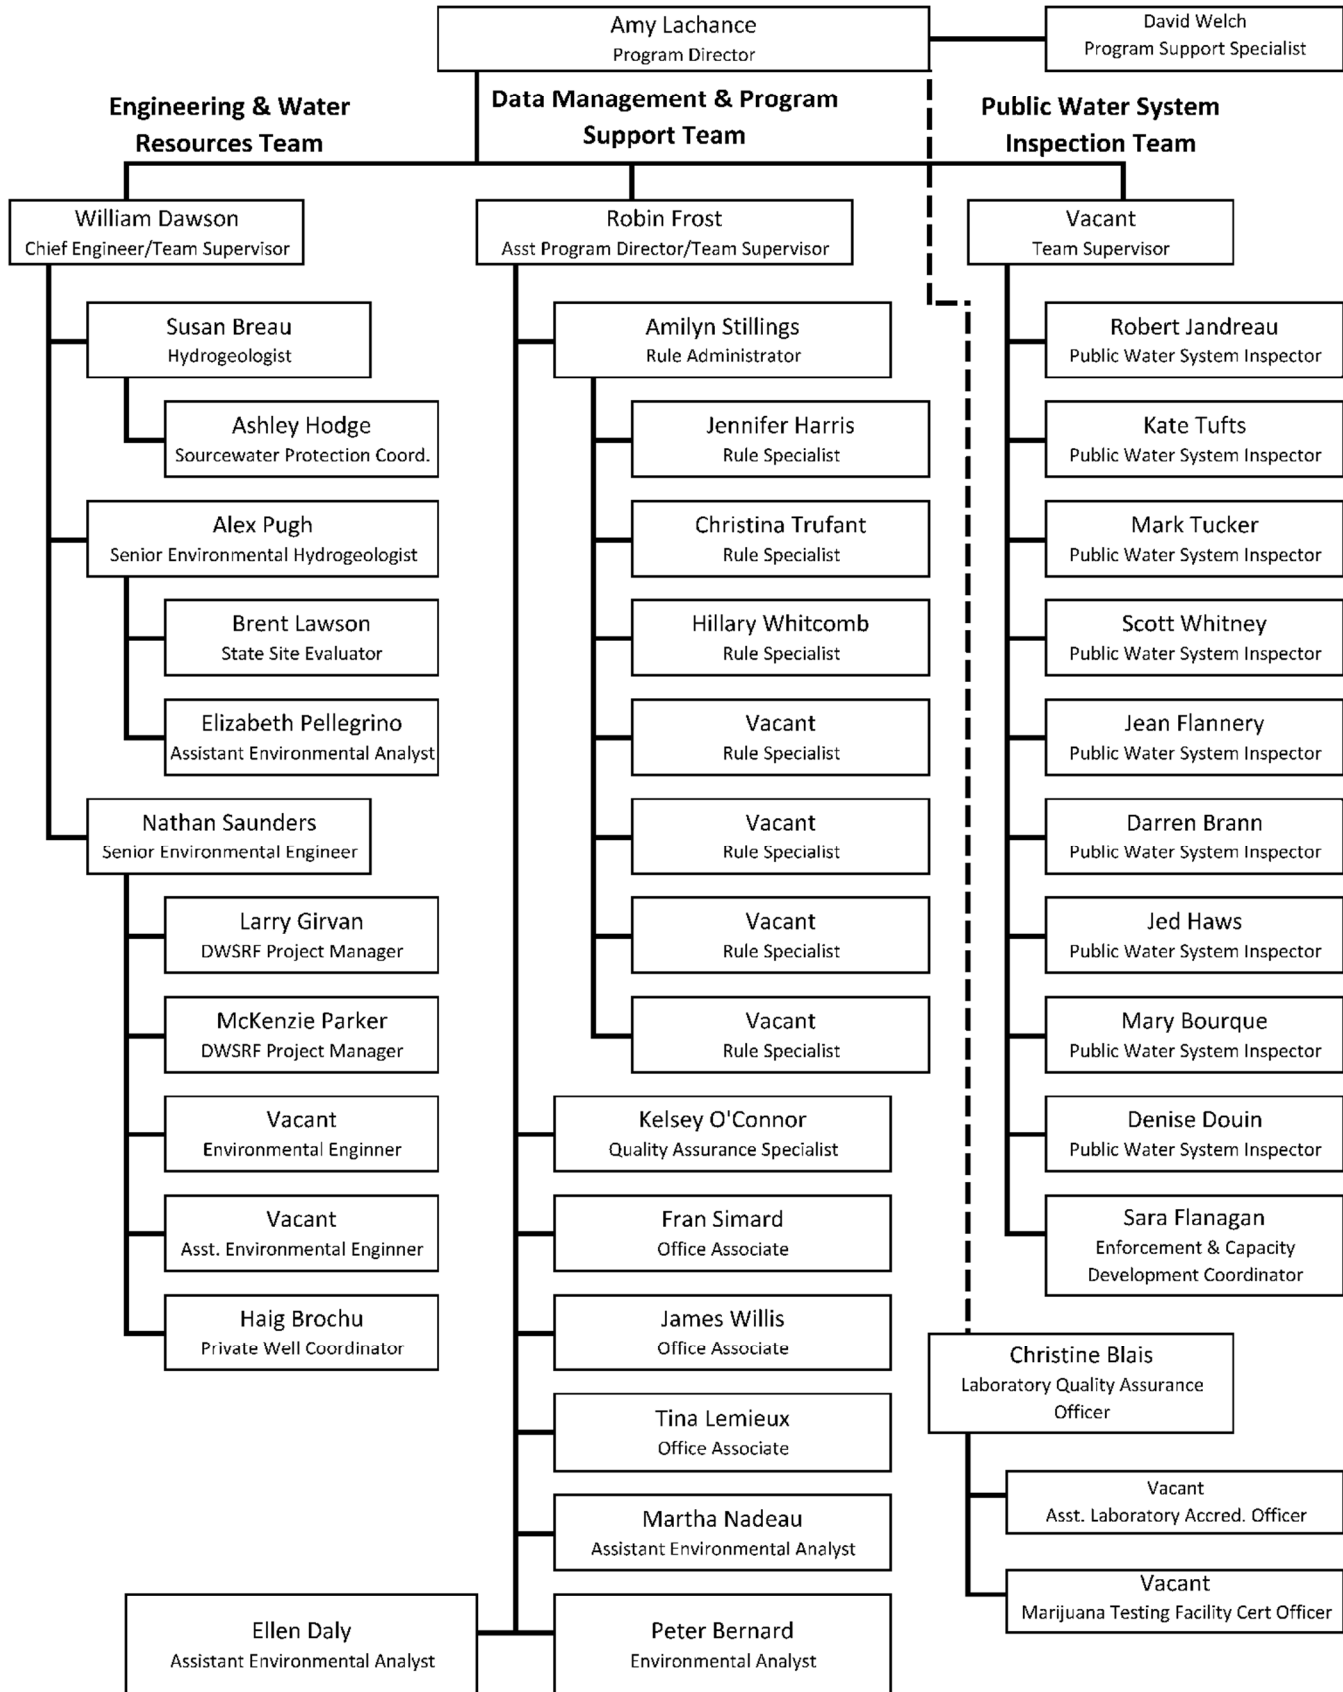 Amy Lachance
Program Director
David Welch
Program Support Specialist
Engineering & Water
Resources Team
Data Management & Program
Support Team
Public Water System
Inspection Team
William Dawson
Chief Engineer/Team Supervisor
Susan Breau
Hydrogeologist
Ashley Hodge
Sourcewater Protection Coord.
Alex Pugh
Senior Environmental Hydrogeologist
Brent Lawson
State Site Evaluator
Elizabeth Pellegrino
Assistant Environmental Analyst
Nathan Saunders
Senior Environmental Engineer
Larry Girvan
DWSRF Project Manager
McKenzie Parker
DWSRF Project Manager
Vacant
Environmental Enginner
Vacant
Asst. Environmental Enginner
Haig Brochu
Private Well Coordinator
Robin Frost
Asst Program Director/Team Supervisor
Amilyn Stillings
Rule Administrator
Jennifer Harris
Rule Specialist
Christina Trufant
Rule Specialist
Hillary Whitcomb
Rule Specialist
Vacant
Rule Specialist
Vacant
Rule Specialist
Vacant
Rule Specialist
Vacant
Rule Specialist
Kelsey O'Connor
Quality Assurance Specialist
Fran Simard
Office Associate
James Willis
Office Associate
Tina Lemieux
Office Associate
Martha Nadeau
Assistant Environmental Analyst
Ellen Daly
Assistant Environmental Analyst
Peter Bernard
Environmental Analyst
Vacant
Team Supervisor
Robert Jandreau
Public Water System Inspector
Kate Tufts
Public Water System Inspector
Mark Tucker
Public Water System Inspector
Scott Whitney
Public Water System Inspector
Jean Flannery
Public Water System Inspector
Darren Brann
Public Water System Inspector
Jed Haws
Public Water System Inspector
Mary Bourque
Public Water System Inspector
Denise Douin
Public Water System Inspector
Sara Flanagan
Enforcement & Capacity
Development Coordinator
Christine Blais
Laboratory Quality Assurance
Officer
Vacant
Asst. Laboratory Accred. Officer
Vacant
Marijuana Testing Facility Cert Officer